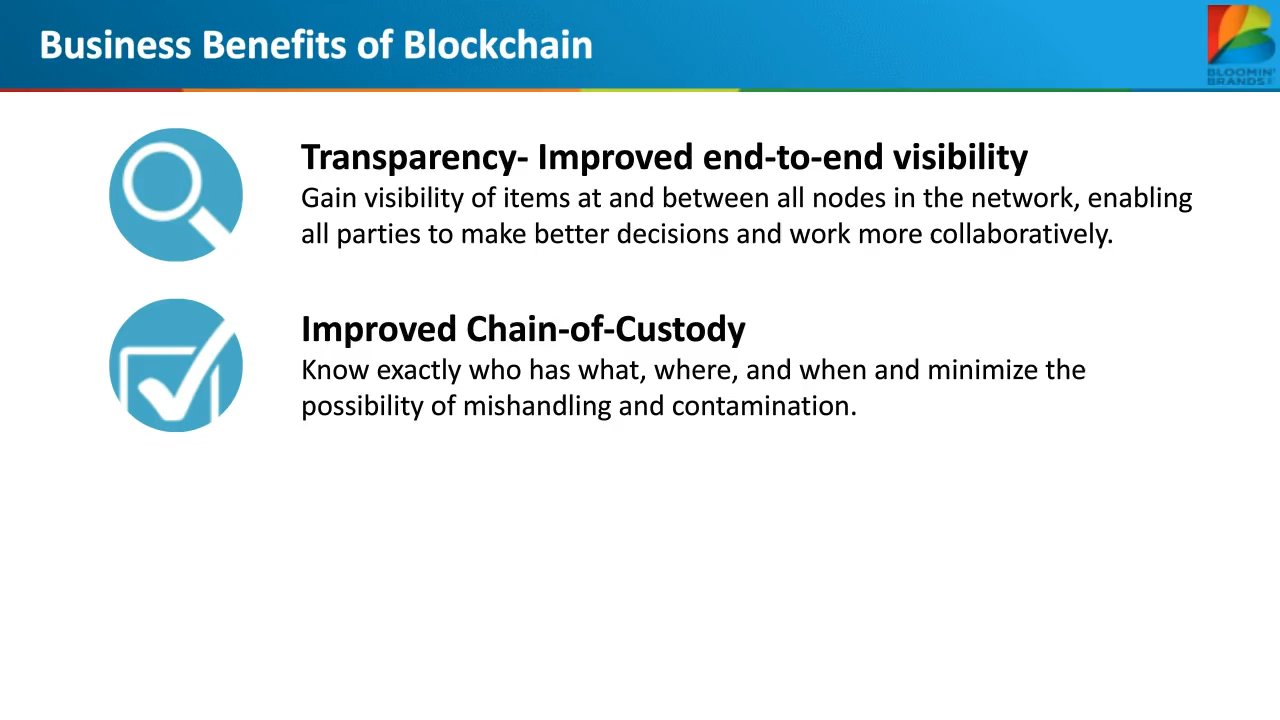 Business Benefits of Blockchain
BLOOMIN'
BRANDS
Transparency- Improved end-to-end visibility
Gain visibility of items at and between all nodes in the network, enabling
all parties to make better decisions and work more collaboratively.
Improved Chain-of-Custody
Know exactly who has what, where, and when and minimize the
possibility of mishandling and contamination.